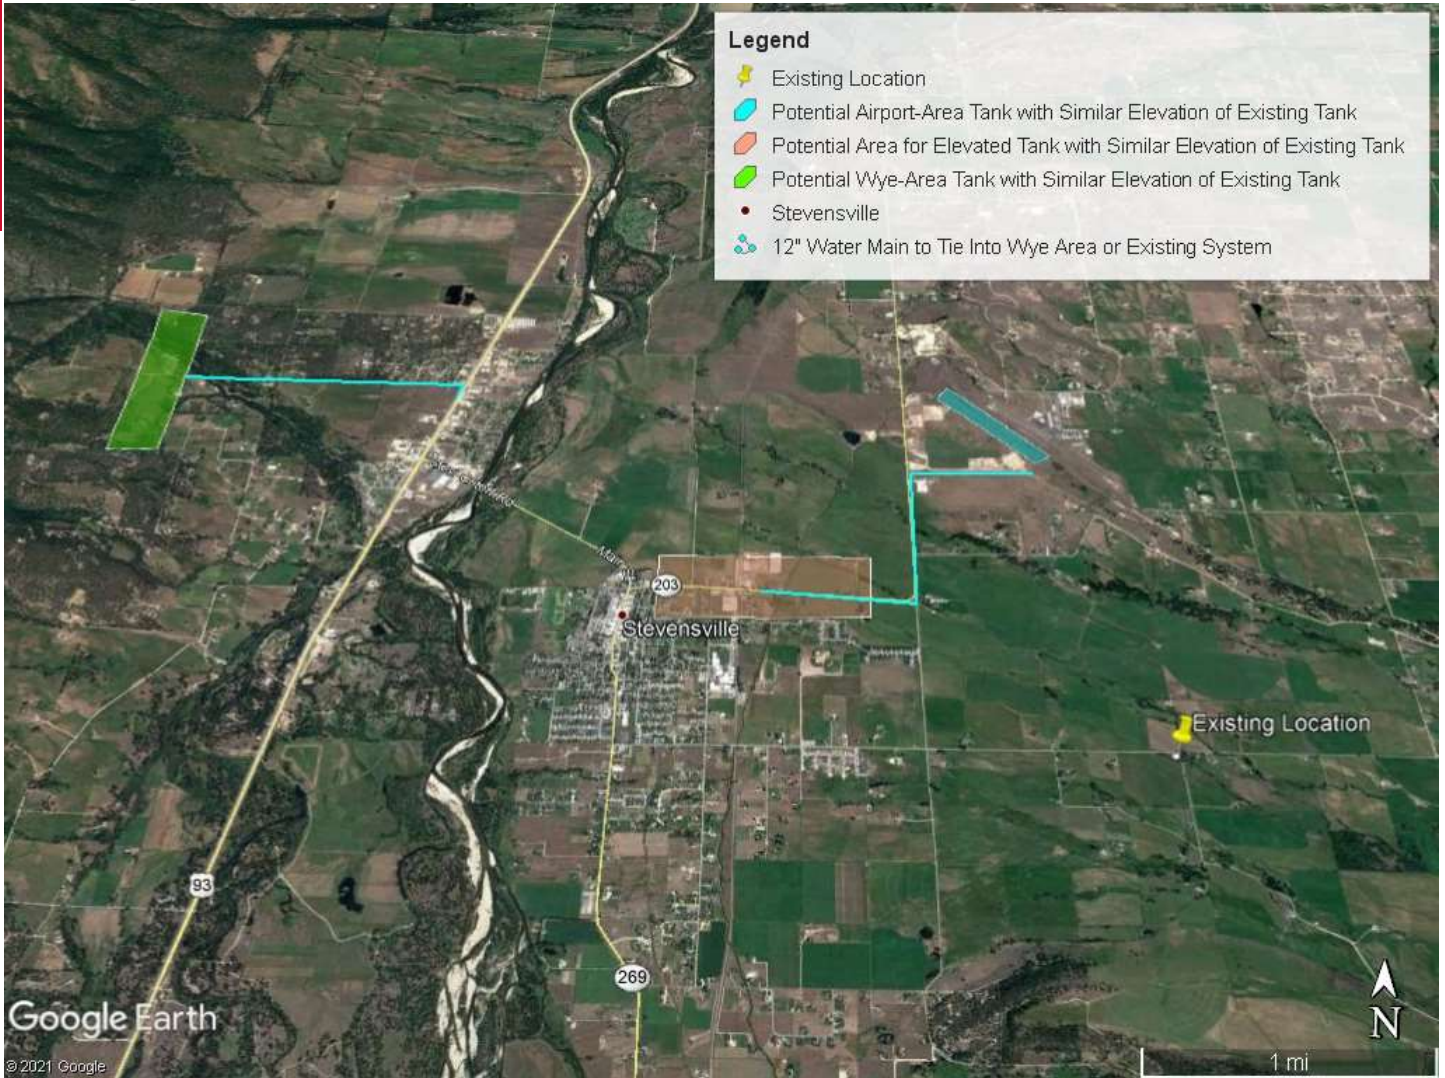 Legend
Existing Location
Potential Airport-Area Tank with Similar Elevation of Existing Tank
Potential Area for Elevated Tank with Similar Elevation of Existing Tank
Potential Wye-Area Tank with Similar Elevation of Existing Tank
Stevensville
12" Water Main to Tie Into Wye Area or Existing System
203
Stevensville
Existing Location
93
269
Google Earth
N
© 2021 Google
1 mi